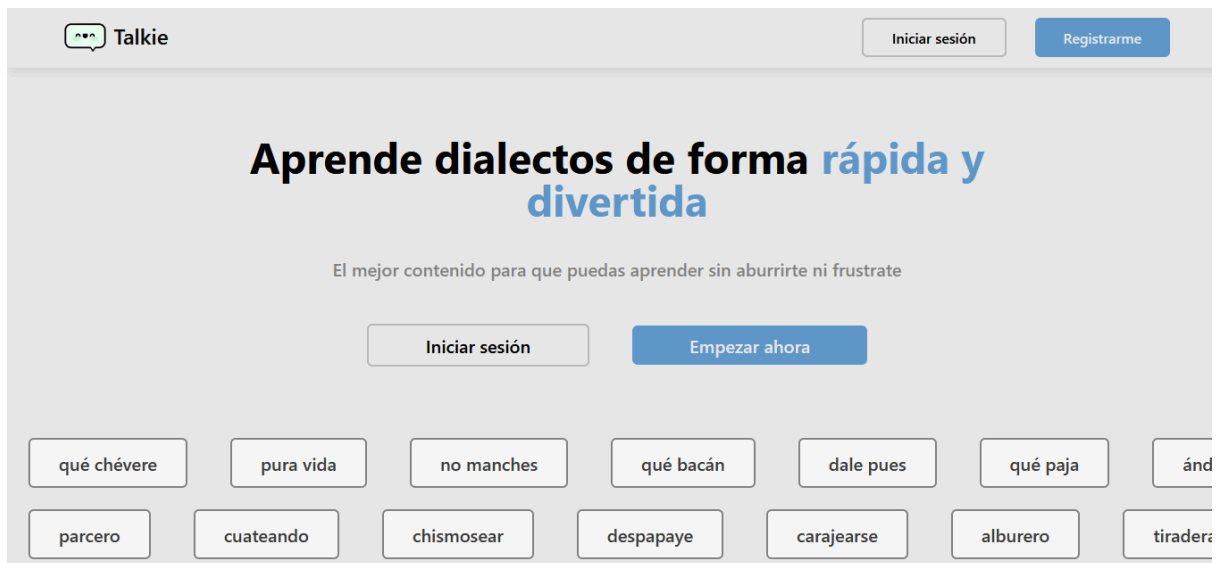 Talkie
Iniciar sesión
Registrarme
Aprende dialectos de forma rápida y
divertida
El mejor contenido para que puedas aprender sin aburrirte ni frustrate
Iniciar sesión
Empezar ahora
qué chévere
pura vida
no manches
qué bacán
dale pues
qué paja
ánd
parcero
cuateando
chismosear
despapaye
carajearse
alburero
tiradera